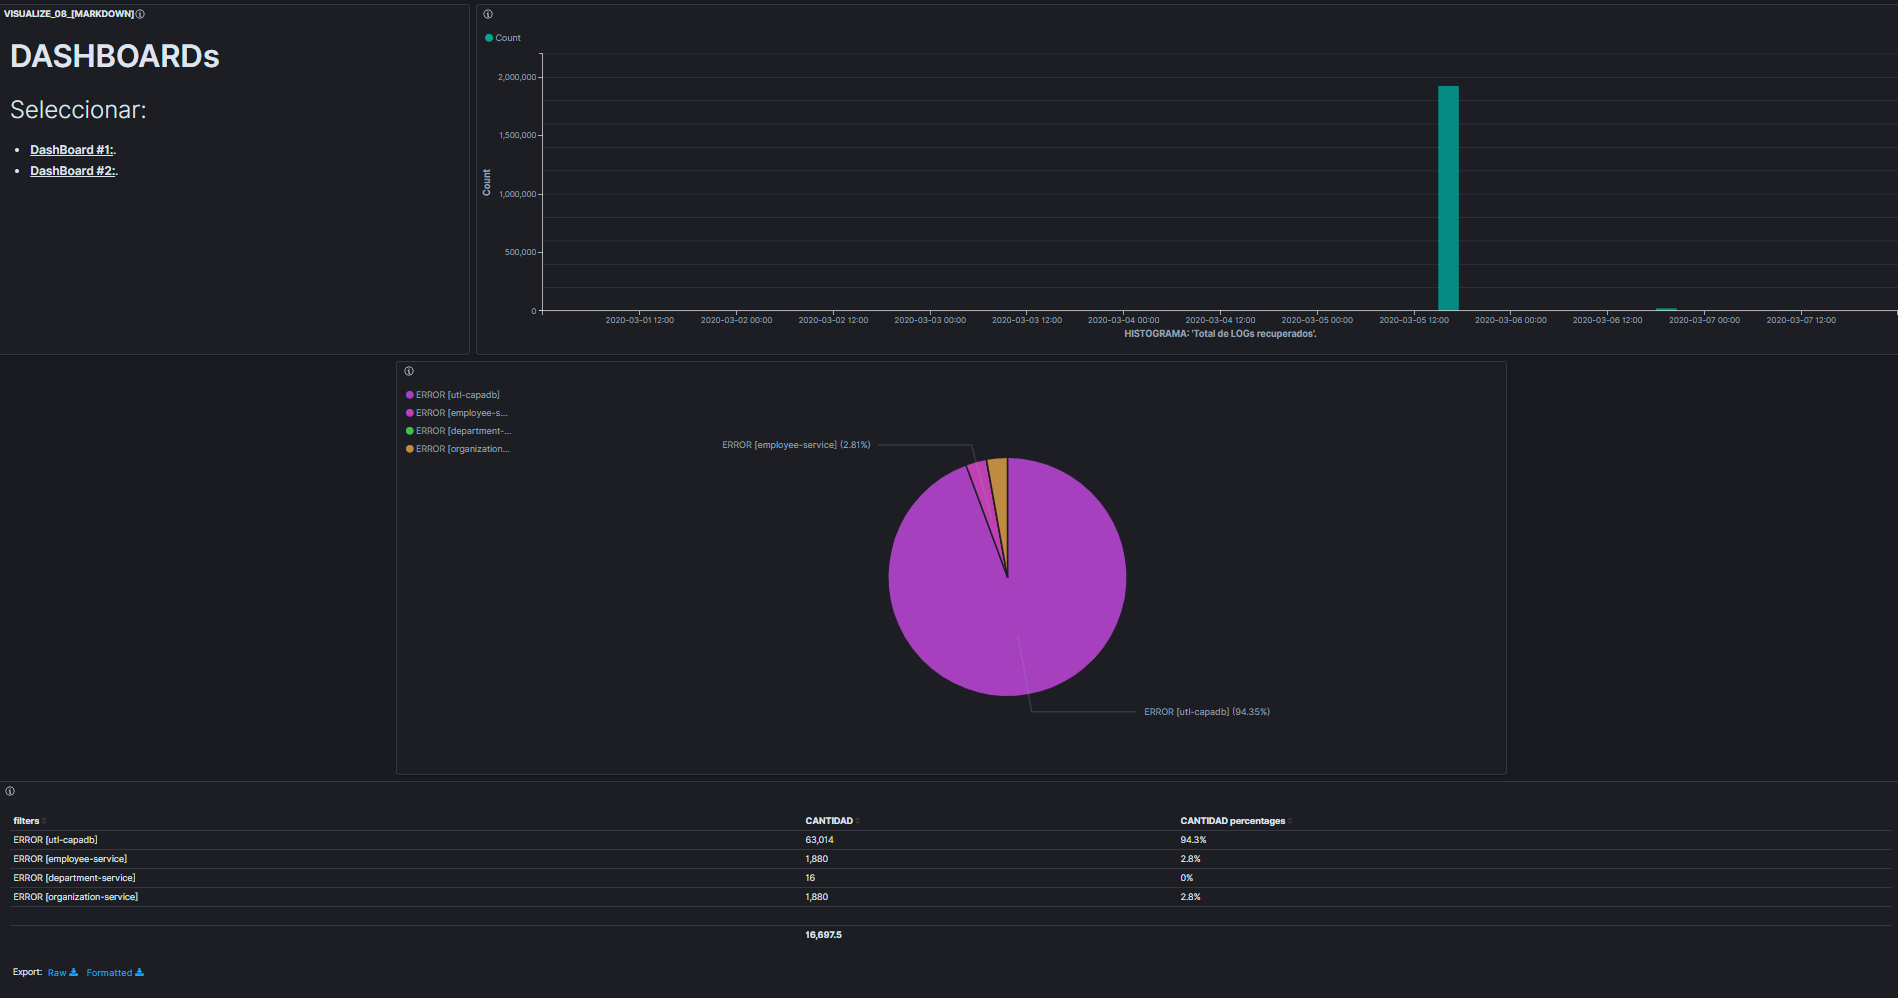 VISUALIZE_08_[MARKDOWN]
DASHBOARDs
Seleccionar:
• DashBoard #1:.
• DashBoard #2:.
Count
Count
2,000,000
1,500,000
1,000,000
500,000
0
2020-03-01 12:00 2020-03-02 00:00 2020-03-02 12:00 2020-03-03 00:00 2020-03-03 12:00 2020-03-04 00:00 2020-03-04 12:00 2020-03-05 00:00 2020-03-05 12:00 2020-03-06 00:00 2020-03-06 12:00 2020-03-07 00:00 2020-03-07 12:00
HISTOGRAMA: 'Total de LOGs recuperados'.
ERROR [utl-capadb]
ERROR [employee-s...
ERROR [department-...
ERROR [organization...
ERROR [employee-service] (2.81%)
ERROR [utl-capadb] (94.35%)
filters CANTIDAD CANTIDAD percentages
ERROR [utl-capadb] 63,014 94.3%
ERROR [employee-service] 1,880 2.8%
ERROR [department-service] 16 0%
ERROR [organization-service] 1,880 2.8%
16,697.5
Export: Raw Formatted